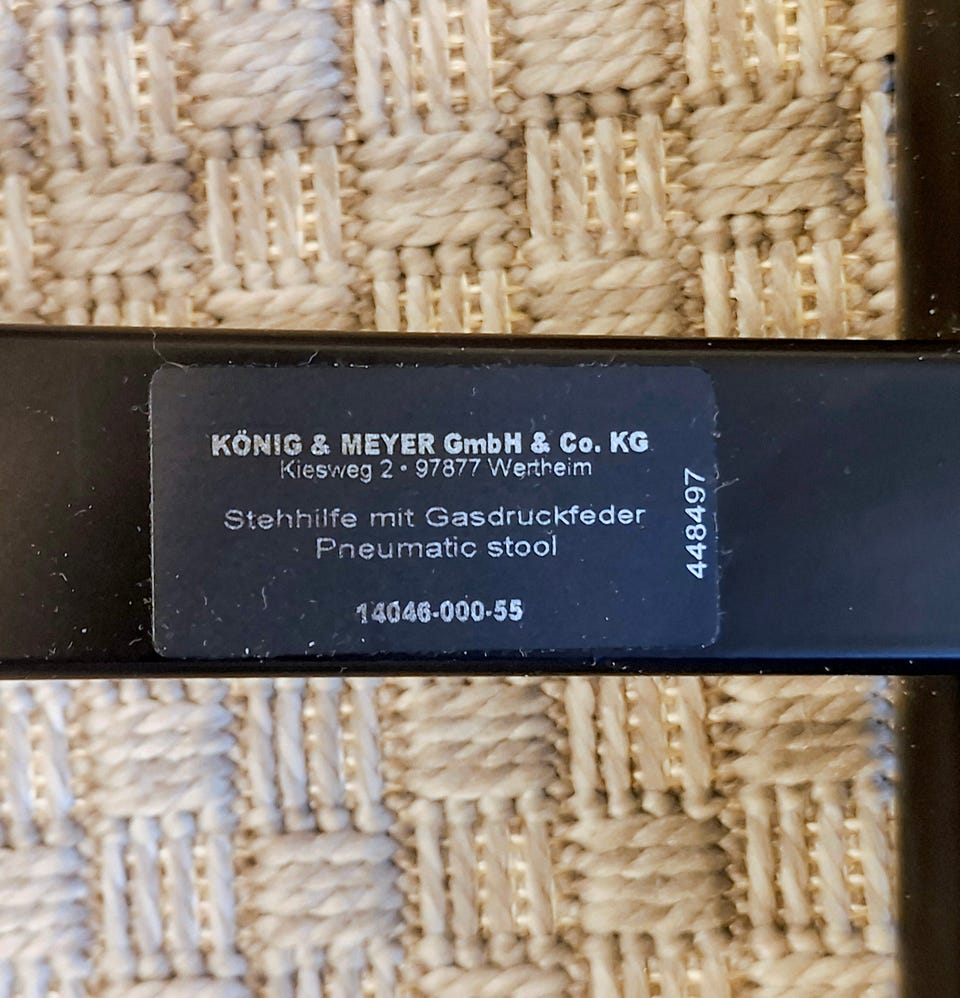 KÖNIG & MEYER GmbH & Co. KG
Kiesweg 2 • 97877 Wertheim
Stehhilfe mit Gasdruckfeder
Pneumatic stool
14046-000-55
448497